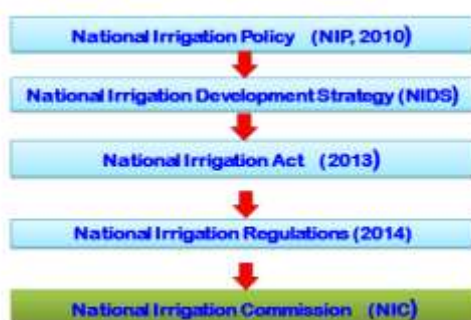 National Irrigation Policy (NIP, 2010)
National Irrigation Development Strategy (NIDS)
National Irrigation Act (2013)
National Irrigation Regulations (2014)
National Irrigation Commission (NIC)